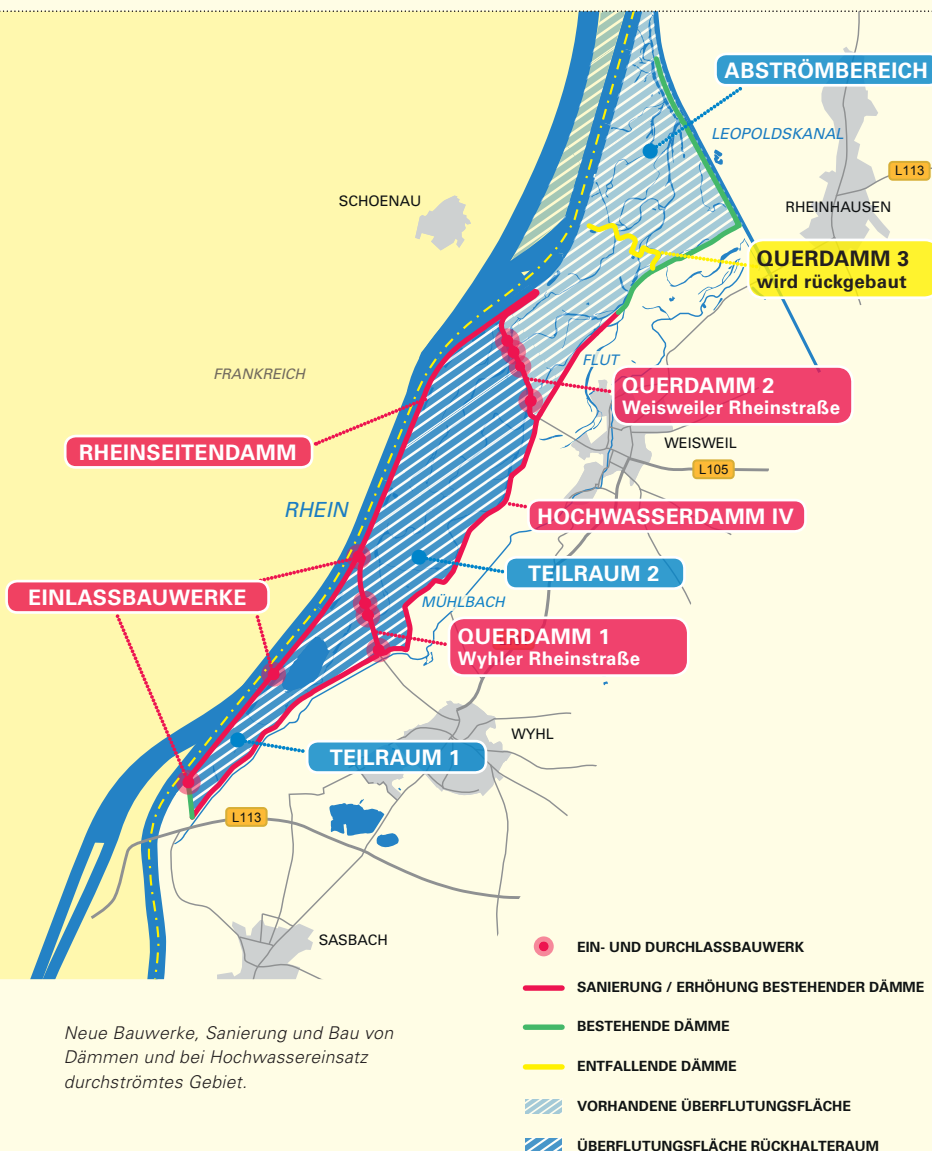 ABSTRÖMBEREICH
LEOPOLDSKANAL
L113
SCHOENAU
RHEINHAUSEN
QUERDAMM 3
wird rückgebaut
FLUT
FRANKREICH
QUERDAMM 2
Weisweiler Rheinstraße
RHEINSEITENDAMM
WEISWEIL
L105
RHEIN
HOCHWASSERDAMM IV
TEILRAUM 2
EINLASSBAUWERKE
MÜHLBACH
QUERDAMM 1
Wyhler Rheinstraße
WYHL
TEILRAUM 1
L113
SASBACH
EIN- UND DURCHLASSBAUWERK
SANIERUNG / ERHÖHUNG BESTEHENDER DÄMME
BESTEHENDE DÄMME
ENTFALLENDE DÄMME
VORHANDENE ÜBERFLUTUNGSFLÄCHE
ÜBERFLUTUNGSFLÄCHE RÜCKHALTERAUM
Neue Bauwerke, Sanierung und Bau von
Dämmen und bei Hochwassereinsatz
durchströmtes Gebiet.